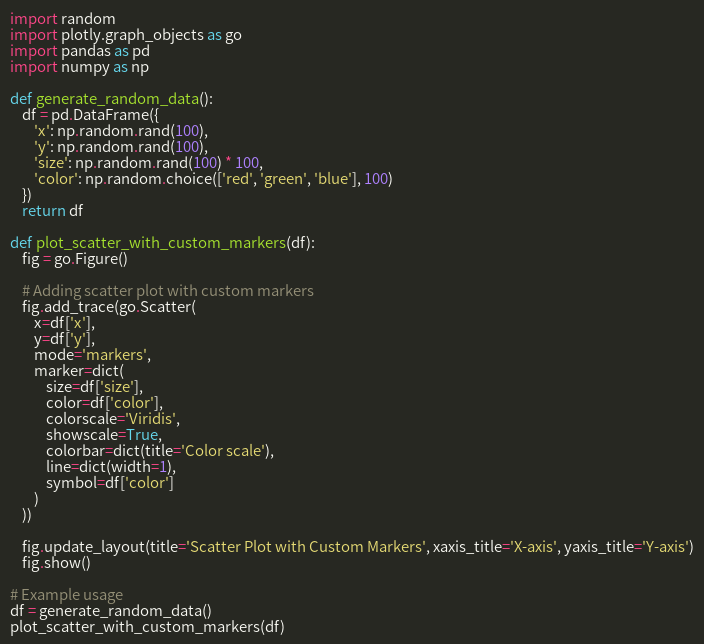 import random
import plotly.graph_objects as go
import pandas as pd
import numpy as np

def generate_random_data():
    df = pd.DataFrame({
        'x': np.random.rand(100),
        'y': np.random.rand(100),
        'size': np.random.rand(100) * 100,
        'color': np.random.choice(['red', 'green', 'blue'], 100)
    })
    return df

def plot_scatter_with_custom_markers(df):
    fig = go.Figure()

    # Adding scatter plot with custom markers
    fig.add_trace(go.Scatter(
        x=df['x'],
        y=df['y'],
        mode='markers',
        marker=dict(
            size=df['size'],
            color=df['color'],
            colorscale='Viridis',
            showscale=True,
            colorbar=dict(title='Color scale'),
            line=dict(width=1),
            symbol=df['color']
        )
    ))

    fig.update_layout(title='Scatter Plot with Custom Markers', xaxis_title='X-axis', yaxis_title='Y-axis')
    fig.show()

# Example usage
df = generate_random_data()
plot_scatter_with_custom_markers(df)